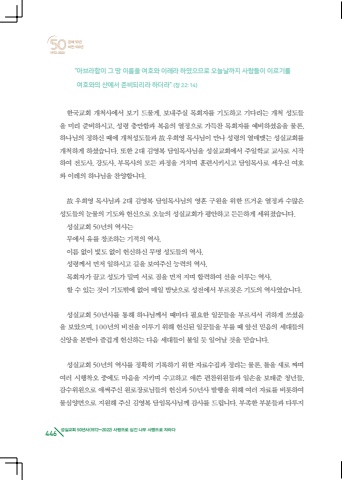 50
"아브라함이 그 땅 이름을 여호와 이레라 하였으므로 오늘날까지 사람들이 이르기를
여호와의 산에서 준비되리라 하더라" (창 22:14)
한국교회 개척사에서 보기 드물게, 보내주실 목회자를 기도하고 기다리는 개척 성도들
을 미리 준비하시고, 성령 충만함과 복음의 열정으로 가득찬 목회자를 예비하셨음을 물론,
하나님의 정하신 때에 개척성도들과 故 우희영 목사님이 만나 성령의 열매맺는 성실교회를
개척하게 하셨습니다. 또한 2대 김영복 담임목사님을 성실교회에서 주일학교 교사로 시작
하여 전도사, 강도사, 부목사의 모든 과정을 거치며 훈련시키시고 담임목사로 세우신 여호
와 이레의 하나님을 찬양합니다.
故 우희영 목사님과 2대 김영복 담임목사님의 영혼 구원을 위한 뜨거운 열정과 수많은
성도들의 눈물의 기도와 헌신으로 오늘의 성실교회가 평안하고 든든하게 세워졌습니다.
성실교회 50년의 역사는
무에서 유를 창조하는 기적의 역사,
이름 없이 빛도 없이 헌신하신 무명 성도들의 역사,
성령께서 먼저 일하시고 길을 보여주신 능력의 역사,
목회자가 끌고 성도가 밀며 서로 짐을 먼저 지며 협력하여 선을 이루는 역사,
할 수 있는 것이 기도밖에 없어 매일 밤낮으로 성전에서 부르짖은 기도의 역사였습니다.
성실교회 50년사를 통해 하나님께서 때마다 필요한 일꾼들을 부르셔서 귀하게 쓰셨음
을 보았으며, 100년의 비전을 이루기 위해 헌신된 일꾼들을 부를 때 앞선 믿음의 세대들의
신앙을 본받아 즐겁게 헌신하는 다음 세대들이 불일 듯 일어날 것을 믿습니다.
성실교회 50년의 역사를 정확히 기록하기 위한 자료수집과 정리는 물론, 틀을 새로 짜며
여러 시행착오 중에도 마음을 지키며 수고하고 애쓴 편찬위원들과 일손을 보태준 청년들,
감수위원으로 애써주신 원로장로님들의 헌신과 50년사 발행을 위해 여러 자료를 비롯하여
물심양면으로 지원해 주신 김영복 담임목사님께 감사를 드립니다. 부족한 부분들과 다루지
446 성실교회 50년사(1972~2022) 사랑으로 섬긴 나무 사랑으로 피우다